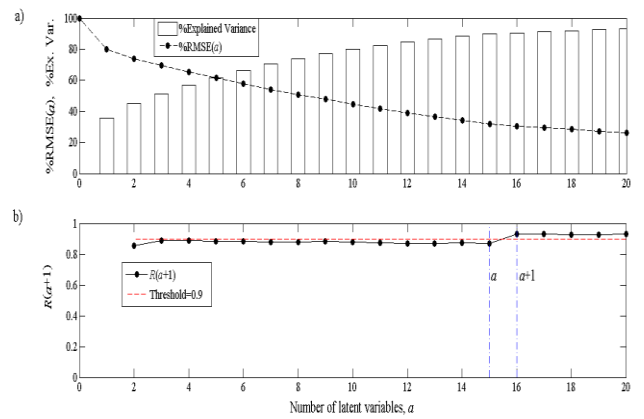 a)
%RMSE(a), %Ex. Var.
100
80
60
40
20
0
%Explained Variance
%RMSE(a)
0 2 4 6 8 10 12 14 16 18 20
b)
R(a+1)
1
0.8
0.6
0.4
0.2
0
R(a+1)
Threshold=0.9
a
a+1
0 2 4 6 8 10 12 14 16 18 20
Number of latent variables, a